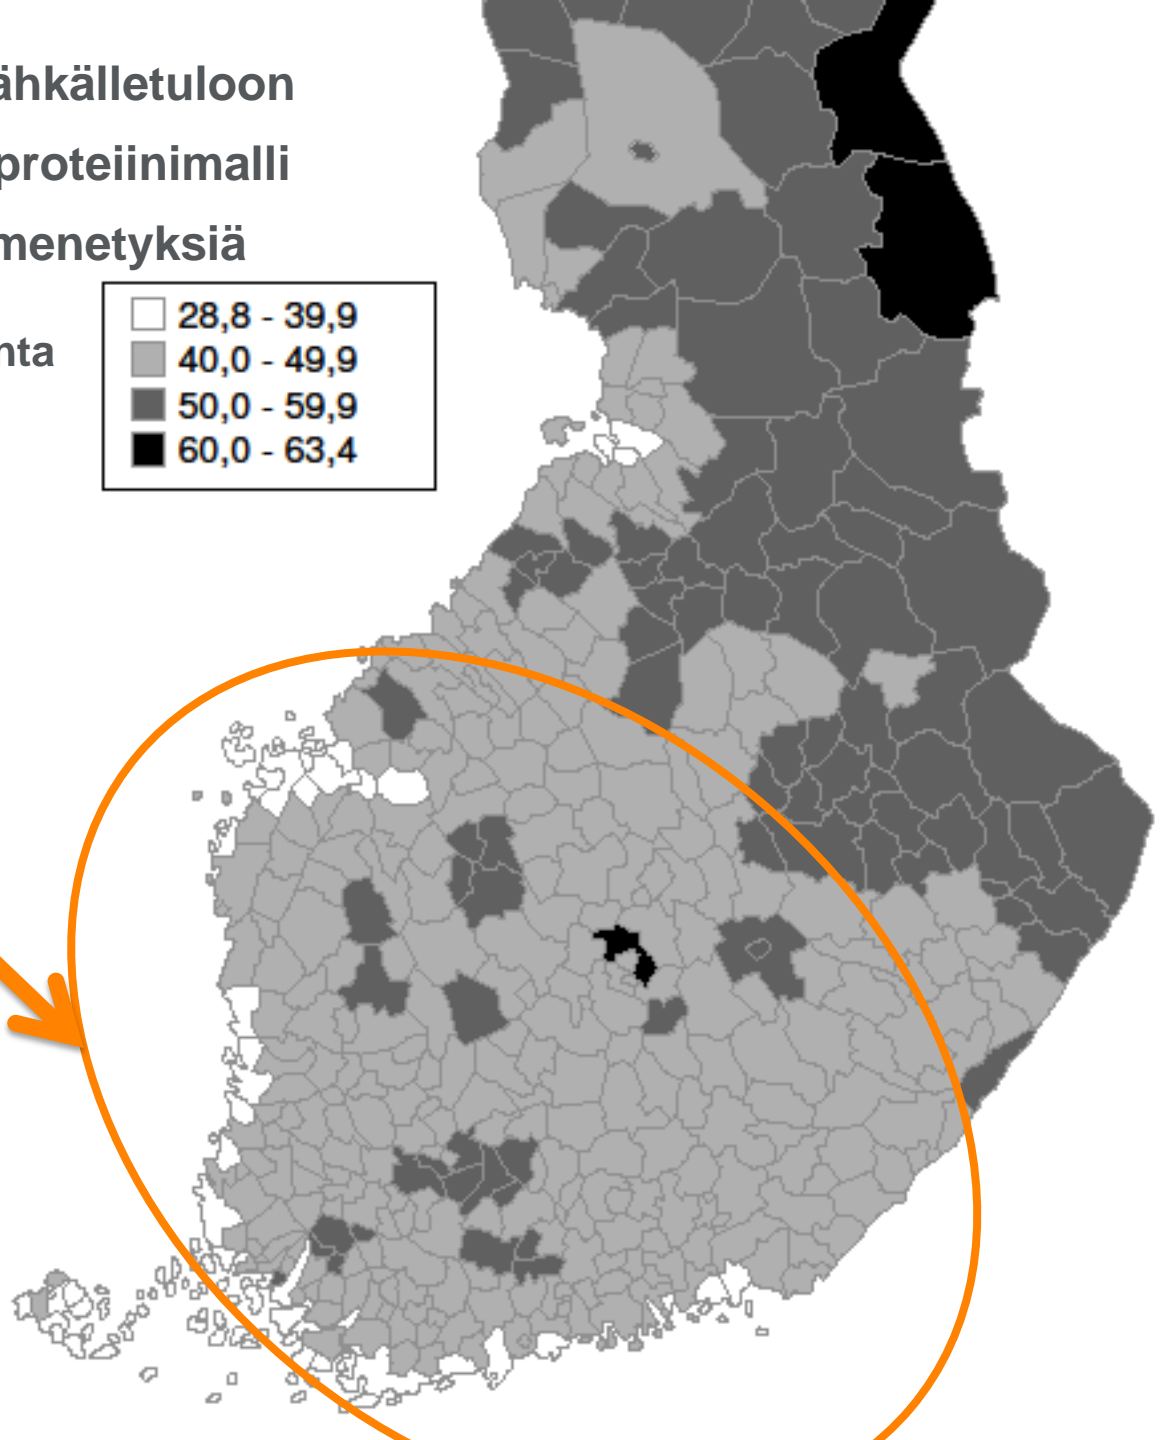 ähkälletuloon
proteiinimalli
menetyksiä
nta
28,8 - 39,9
40,0 - 49,9
50,0 - 59,9
60,0 - 63,4